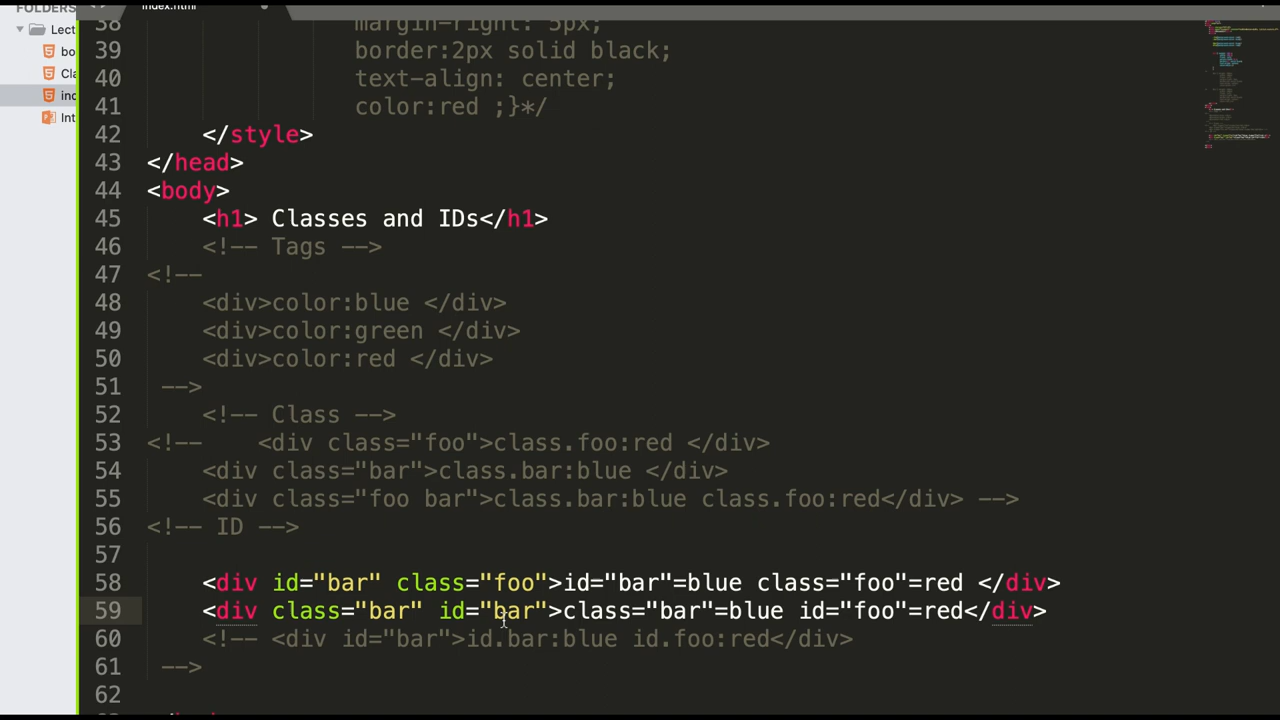 FOLDERS
Lect
bo
Cla
ind
Int
index.html
38 margin-right: 5px;
39 border:2px solid black;
40 text-align: center;
41 color:red ;}*/
42 </style>
43 </head>
44 <body>
45 <h1> Classes and IDs</h1>
46 <!-- Tags -->
47 <!--
48 <div>color:blue </div>
49 <div>color:green </div>
50 <div>color:red </div>
51 -->
52 <!-- Class -->
53 <!-- <div class="foo">class.foo:red </div>
54 <div class="bar">class.bar:blue </div>
55 <div class="foo bar">class.bar:blue class.foo:red</div> -->
56 <!-- ID -->
57
58 <div id="bar" class="foo">id="bar"=blue class="foo"=red </div>
59 <div class="bar" id="bar">class="bar"=blue id="foo"=red</div>
60 <!-- <div id="bar">id.bar:blue id.foo:red</div>
61 -->
62